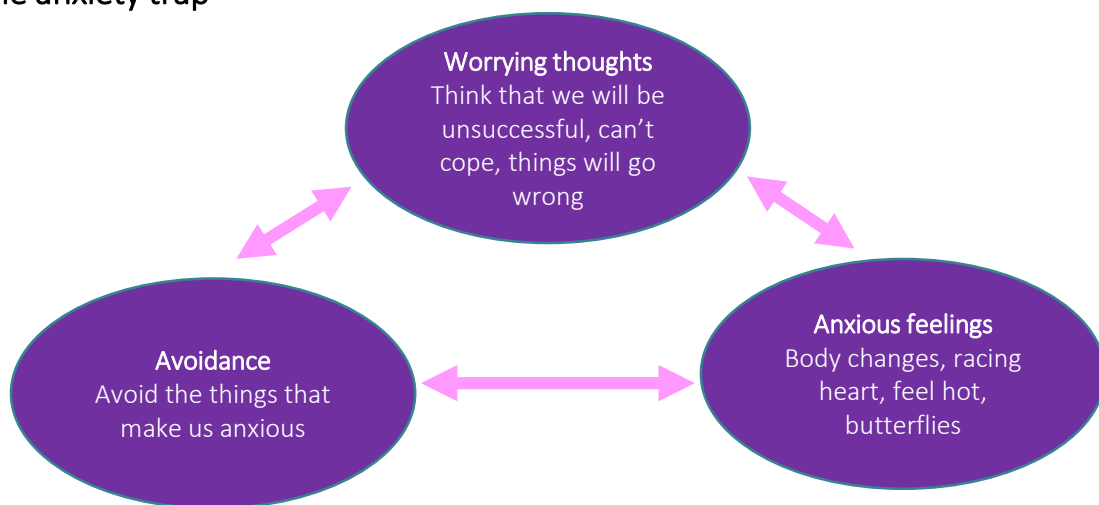 anxiety trap
Worrying thoughts
Think that we will be
unsuccessful, can’t
cope, things will go
wrong
Avoidance
Avoid the things that
make us anxious
Anxious feelings
Body changes, racing
heart, feel hot,
butterflies